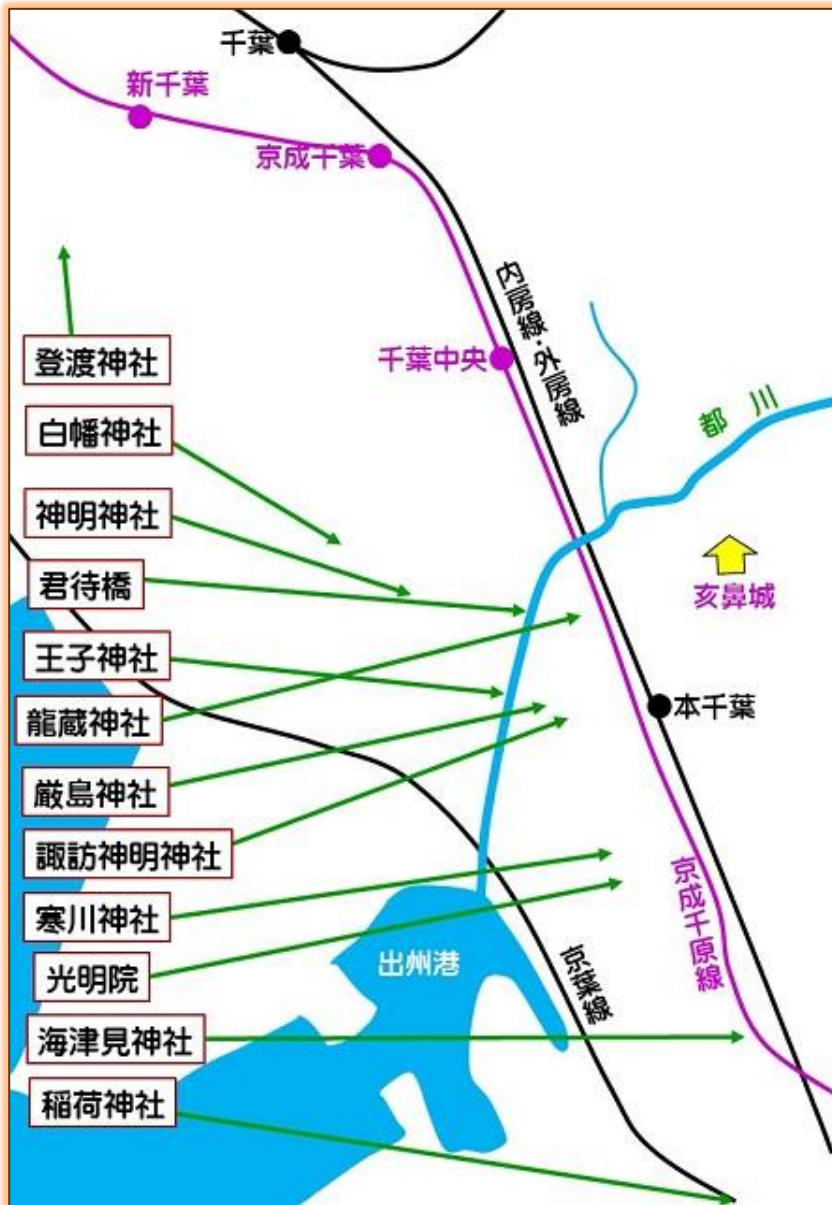 千葉
新千葉
京成千葉
内房線・外房線
千葉中央
登渡神社
白幡神社
神明神社
君待橋
王子神社
龍蔵神社
厳島神社
諏訪神明神社
寒川神社
光明院
海津見神社
稲荷神社
都川
亥鼻城
本千葉
京成千原線
京葉線
出州港